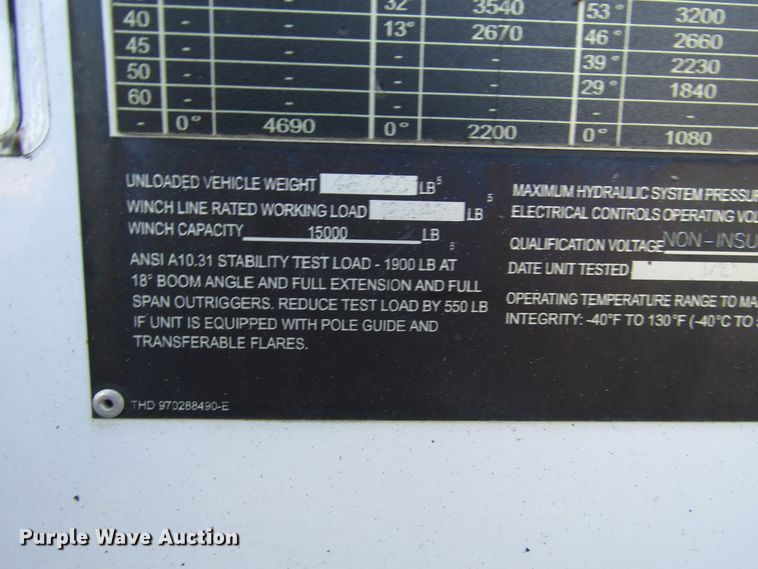 32 3540 53° 3200
40 - - 13° 2670 46° 2660
45 - - - - 39° 2230
50 - - - - 29° 1840
60 - - - - - -
- 0° 4690 0° 2200 0° 1080
UNLOADED VEHICLE WEIGHT LB
WINCH LINE RATED WORKING LOAD LB
WINCH CAPACITY 15000 LB
ANSI A10.31 STABILITY TEST LOAD - 1900 LB AT
18° BOOM ANGLE AND FULL EXTENSION AND FULL
SPAN OUTRIGGERS. REDUCE TEST LOAD BY 550 LB
IF UNIT IS EQUIPPED WITH POLE GUIDE AND
TRANSFERABLE FLARES.
MAXIMUM HYDRAULIC SYSTEM PRESSUR
ELECTRICAL CONTROLS OPERATING VOL
QUALIFICATION VOLTAGE NON-INSU
DATE UNIT TESTED
OPERATING TEMPERATURE RANGE TO MA
INTEGRITY: -40°F TO 130°F (-40°C TO 5
THD 970288490-E
Purple Wave Auction